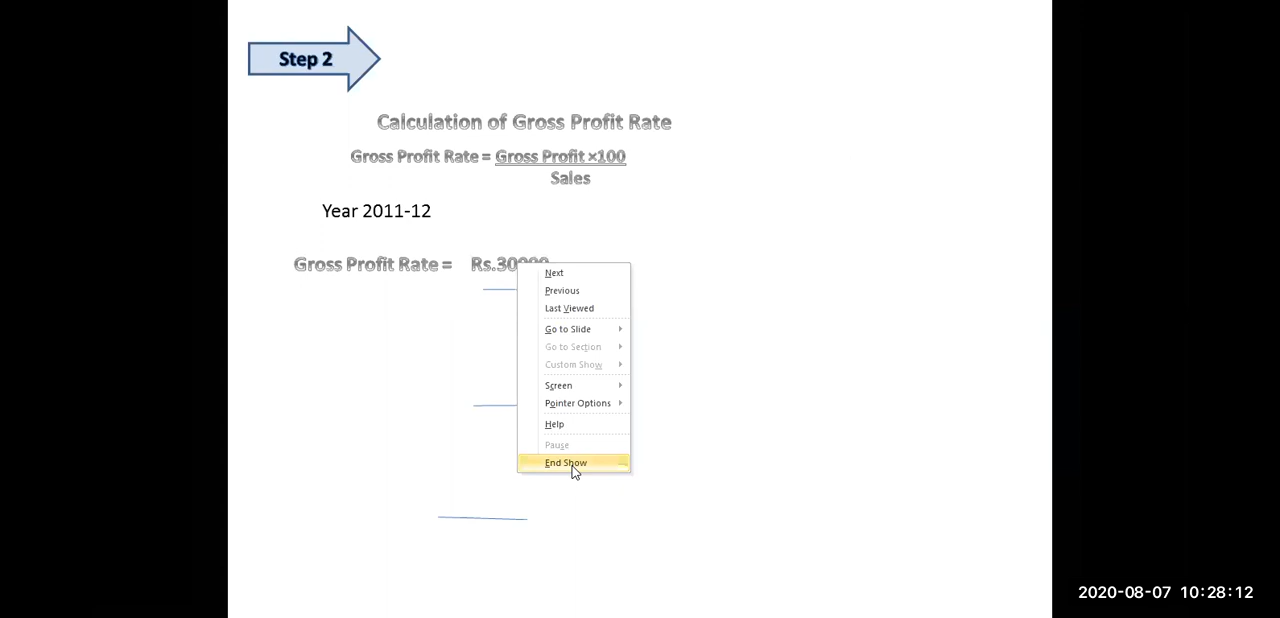 Step 2
Calculation of Gross Profit Rate
Gross Profit Rate = Gross Profit ×100
Sales
Year 2011-12
Gross Profit Rate = Rs.30000
Next
Previous
Last Viewed
Go to Slide
Go to Section
Custom Show
Screen
Pointer Options
Help
Pause
End Show
2020-08-07 10:28:12